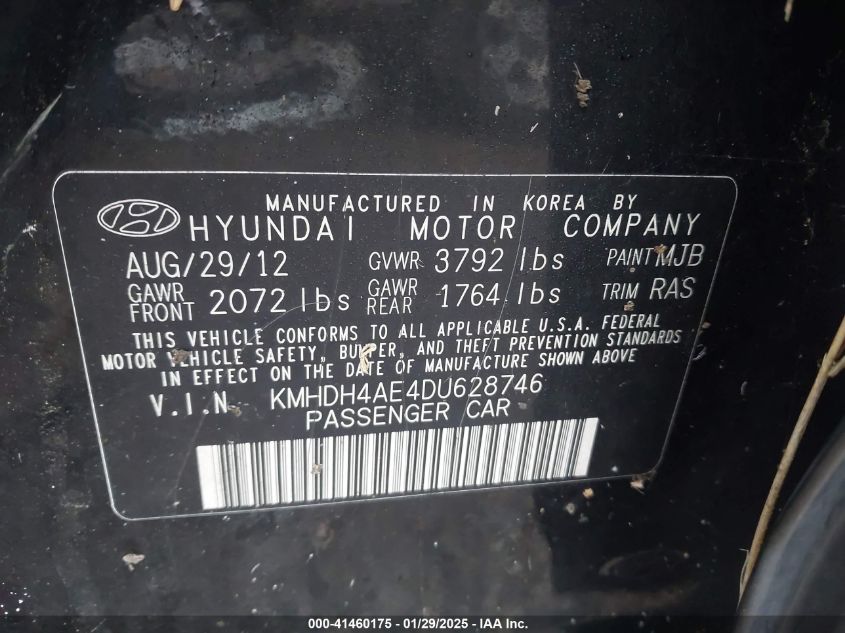 MANUFACTURED IN KOREA BY
HYUNDAI MOTOR COMPANY
AUG/29/12 GVWR 3792 lbs PAINT MJB
GAWR FRONT 2072 lbs GAWR REAR 1764 lbs TRIM RAS
THIS VEHICLE CONFORMS TO ALL APPLICABLE U.S.A. FEDERAL
MOTOR VEHICLE SAFETY, BUMPER, AND THEFT PREVENTION STANDARDS
IN EFFECT ON THE DATE OF MANUFACTURE SHOWN ABOVE
V.I.N KMHDH4AE4DU628746
PASSENGER CAR
000-41460175 - 01/29/2025 - IAA Inc.